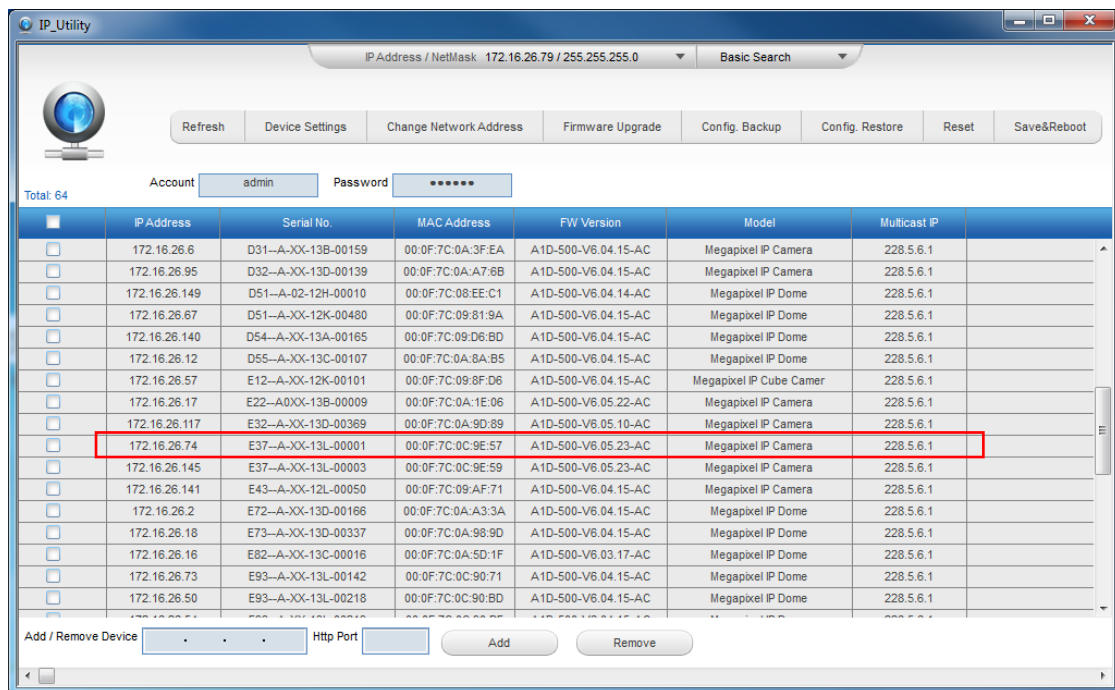 IP_Utility
IP Address / NetMask 172.16.26.79 / 255.255.255.0 Basic Search
Refresh Device Settings Change Network Address Firmware Upgrade Config. Backup Config. Restore Reset Save&Reboot
Account admin Password ••••••
Total: 64
IP Address Serial No. MAC Address FW Version Model Multicast IP
172.16.26.6 D31--A-XX-13B-00159 00:0F:7C:0A:3F:EA A1D-500-V6.04.15-AC Megapixel IP Camera 228.5.6.1
172.16.26.95 D32--A-XX-13D-00139 00:0F:7C:0A:A7:6B A1D-500-V6.04.15-AC Megapixel IP Camera 228.5.6.1
172.16.26.149 D51--A-02-12H-00010 00:0F:7C:08:EE:C1 A1D-500-V6.04.14-AC Megapixel IP Dome 228.5.6.1
172.16.26.67 D51--A-XX-12K-00480 00:0F:7C:09:81:9A A1D-500-V6.04.15-AC Megapixel IP Dome 228.5.6.1
172.16.26.140 D54--A-XX-13A-00165 00:0F:7C:09:D6:BD A1D-500-V6.04.15-AC Megapixel IP Dome 228.5.6.1
172.16.26.12 D55--A-XX-13C-00107 00:0F:7C:0A:8A:B5 A1D-500-V6.04.15-AC Megapixel IP Dome 228.5.6.1
172.16.26.57 E12--A-XX-12K-00101 00:0F:7C:09:8F:D6 A1D-500-V6.04.15-AC Megapixel IP Cube Camer 228.5.6.1
172.16.26.17 E22--A0XX-13B-00009 00:0F:7C:0A:1E:06 A1D-500-V6.05.22-AC Megapixel IP Camera 228.5.6.1
172.16.26.117 E32--A-XX-13D-00369 00:0F:7C:0A:9D:89 A1D-500-V6.05.10-AC Megapixel IP Camera 228.5.6.1
172.16.26.74 E37--A-XX-13L-00001 00:0F:7C:0C:9E:57 A1D-500-V6.05.23-AC Megapixel IP Camera 228.5.6.1
172.16.26.145 E37--A-XX-13L-00003 00:0F:7C:0C:9E:59 A1D-500-V6.05.23-AC Megapixel IP Camera 228.5.6.1
172.16.26.141 E43--A-XX-12L-00050 00:0F:7C:09:AF:71 A1D-500-V6.04.15-AC Megapixel IP Camera 228.5.6.1
172.16.26.2 E72--A-XX-13D-00166 00:0F:7C:0A:A3:3A A1D-500-V6.04.15-AC Megapixel IP Dome 228.5.6.1
172.16.26.18 E73--A-XX-13D-00337 00:0F:7C:0A:98:9D A1D-500-V6.04.15-AC Megapixel IP Dome 228.5.6.1
172.16.26.16 E82--A-XX-13C-00016 00:0F:7C:0A:5D:1F A1D-500-V6.03.17-AC Megapixel IP Dome 228.5.6.1
172.16.26.73 E93--A-XX-13L-00142 00:0F:7C:0C:90:71 A1D-500-V6.04.15-AC Megapixel IP Dome 228.5.6.1
172.16.26.50 E93--A-XX-13L-00218 00:0F:7C:0C:90:BD A1D-500-V6.04.15-AC Megapixel IP Dome 228.5.6.1
Add / Remove Device . . . Http Port Add Remove